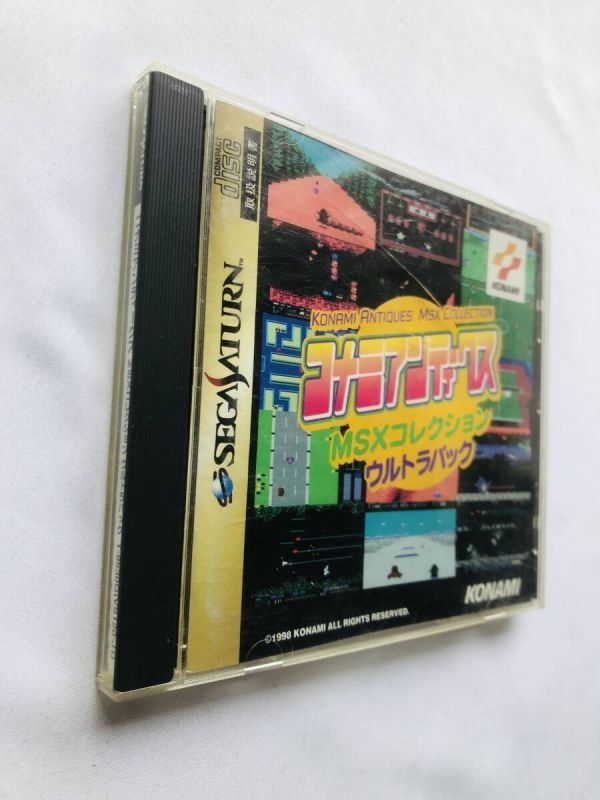 COMPACT
disc
取扱説明書
SEGA SATURN™
KONAMI
KONAMI ANTIQUES MSX COLLECTION
コナミアンティークス
MSXコレクション
ウルトラパック
KONAMI
©1998 KONAMI ALL RIGHTS RESERVED.